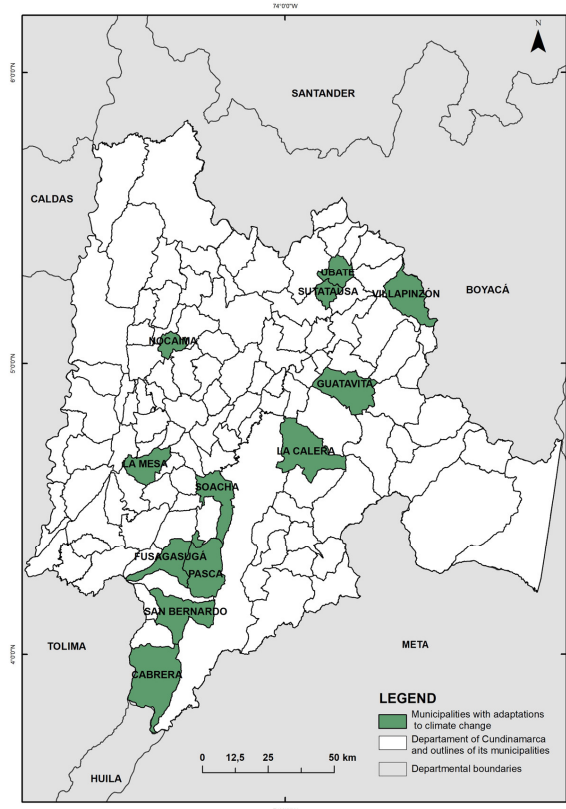 74°0'0"W
N
6°0'0"N
SANTANDER
CALDAS
BOYACÁ
UBATÉ
SUTATAUSA
VILLAPINZÓN
NOCAIMA
5°0'0"N
GUATAVITA
LA CALERA
LA MESA
SOACHA
FUSAGASUGÁ
PASCA
SAN BERNARDO
TOLIMA
META
4°0'0"N
CABRERA
HUILA
LEGEND
Municipalities with adaptations
to climate change
Departament of Cundinamarca
and outlines of its municipalities
Departmental boundaries
0 12,5 25 50 km